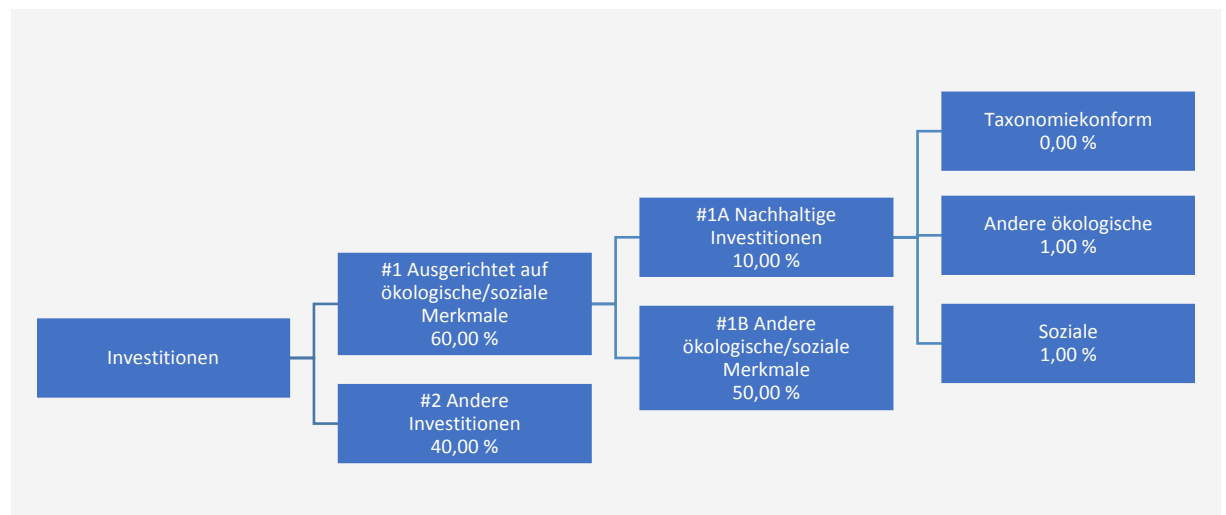 Investitionen
#1 Ausgerichtet auf
ökologische/soziale
Merkmale
60,00 %
#2 Andere
Investitionen
40,00 %
#1A Nachhaltige
Investitionen
10,00 %
#1B Andere
ökologische/soziale
Merkmale
50,00 %
Taxonomiekonform
0,00 %
Andere ökologische
1,00 %
Soziale
1,00 %